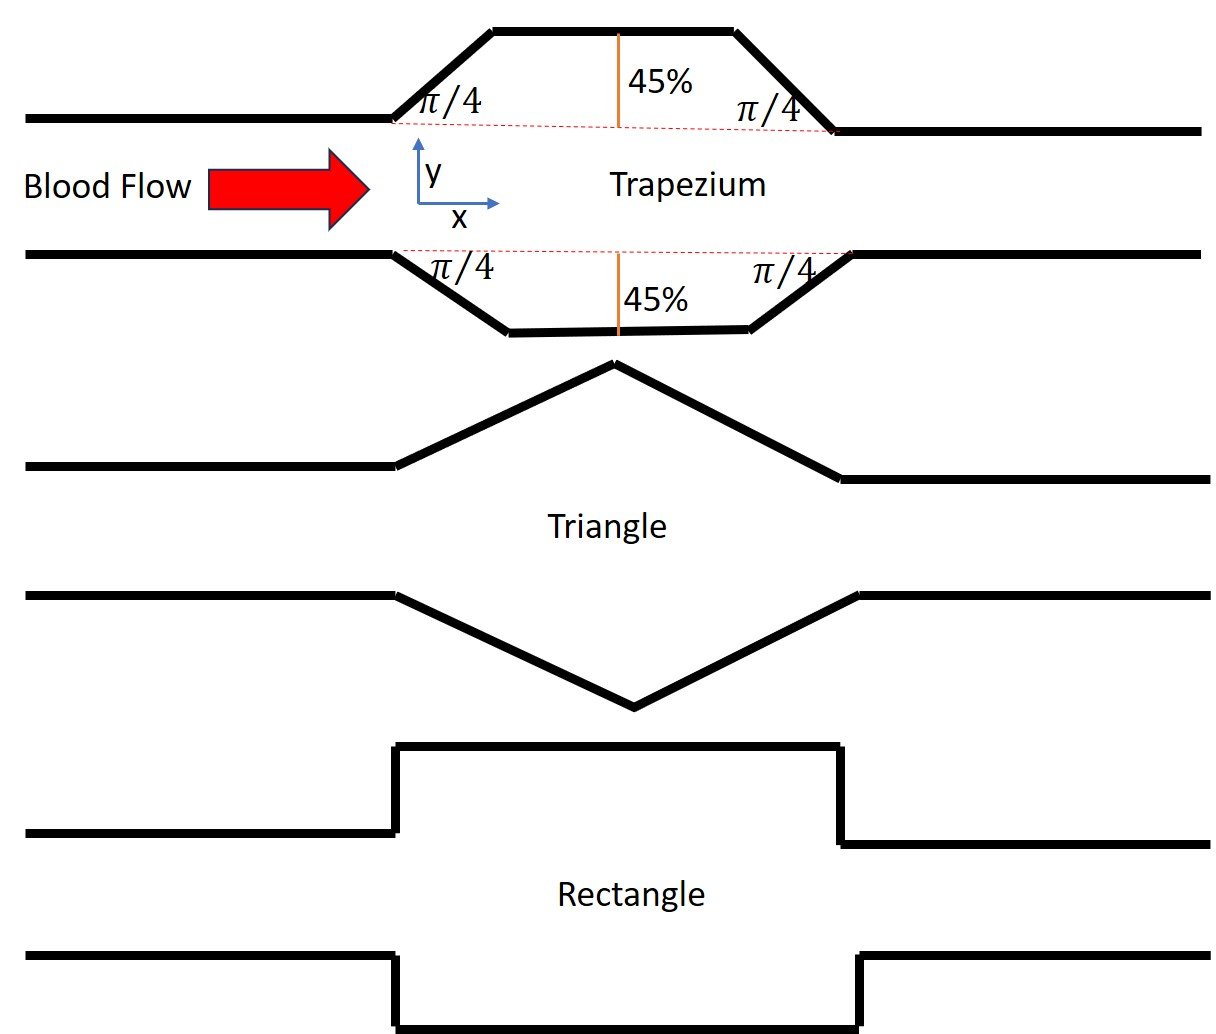 45%
π/4
π/4
Blood Flow
y
x
Trapezium
π/4
π/4
45%
Triangle
Rectangle